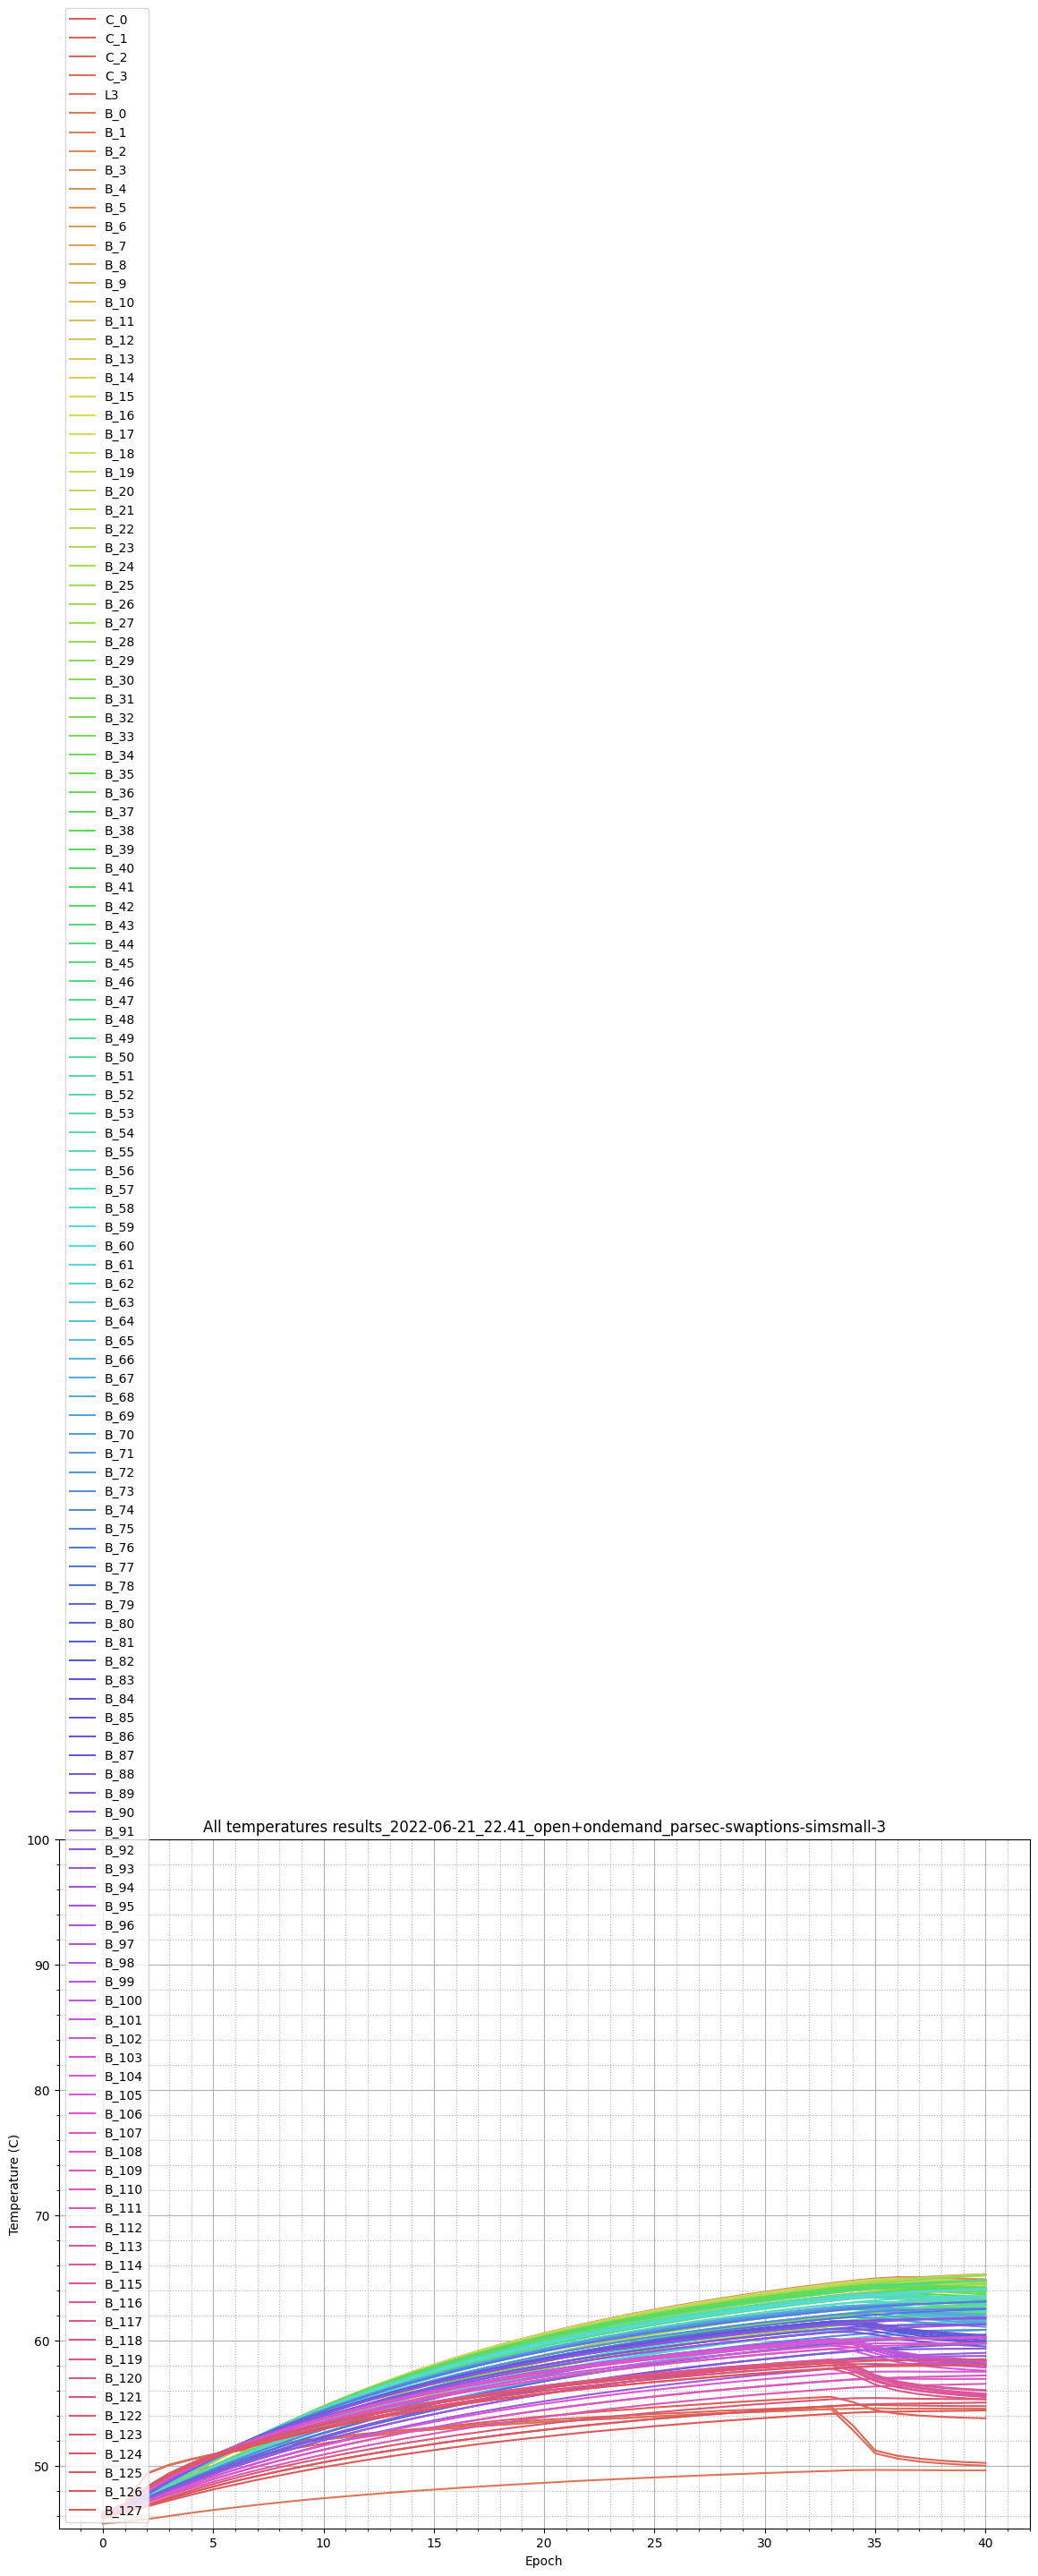 C_0
C_1
C_2
C_3
L3
B_0
B_1
B_2
B_3
B_4
B_5
B_6
B_7
B_8
B_9
B_10
B_11
B_12
B_13
B_14
B_15
B_16
B_17
B_18
B_19
B_20
B_21
B_22
B_23
B_24
B_25
B_26
B_27
B_28
B_29
B_30
B_31
B_32
B_33
B_34
B_35
B_36
B_37
B_38
B_39
B_40
B_41
B_42
B_43
B_44
B_45
B_46
B_47
B_48
B_49
B_50
B_51
B_52
B_53
B_54
B_55
B_56
B_57
B_58
B_59
B_60
B_61
B_62
B_63
B_64
B_65
B_66
B_67
B_68
B_69
B_70
B_71
B_72
B_73
B_74
B_75
B_76
B_77
B_78
B_79
B_80
B_81
B_82
B_83
B_84
B_85
B_86
B_87
B_88
B_89
B_90
B_91
B_92
B_93
B_94
B_95
B_96
B_97
B_98
B_99
B_100
B_101
B_102
B_103
B_104
B_105
B_106
B_107
B_108
B_109
B_110
B_111
B_112
B_113
B_114
B_115
B_116
B_117
B_118
B_119
B_120
B_121
B_122
B_123
B_124
B_125
B_126
B_127
All temperatures results_2022-06-21_22.41_open+ondemand_parsec-swaptions-simsmall-3
100
90
80
70
60
50
Temperature (C)
0 5 10 15 20 25 30 35 40
Epoch